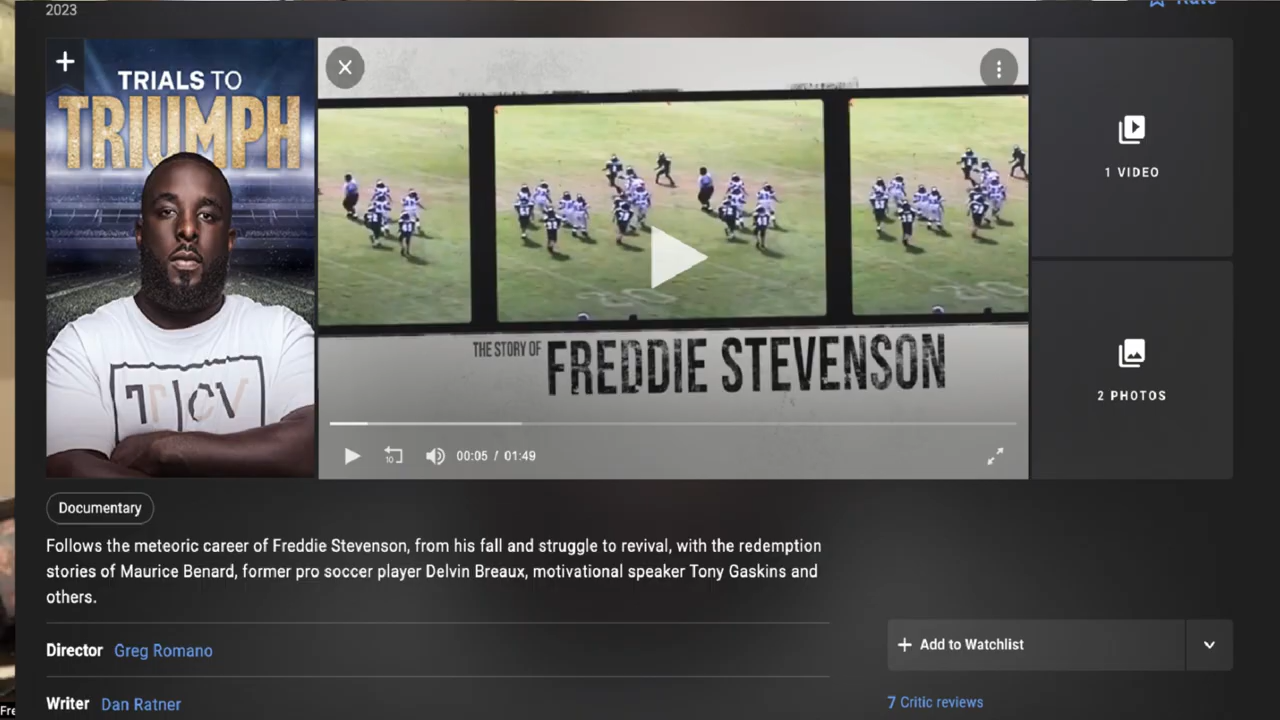 2023
Rate
TRIALS TO
TRIUMPH
T|CV
THE STORY OF FREDDIE STEVENSON
00:05 / 01:49
1 VIDEO
2 PHOTOS
Documentary
Follows the meteoric career of Freddie Stevenson, from his fall and struggle to revival, with the redemption
stories of Maurice Benard, former pro soccer player Delvin Breaux, motivational speaker Tony Gaskins and
others.
Director Greg Romano
Add to Watchlist
Writer Dan Ratner
7 Critic reviews
Fre